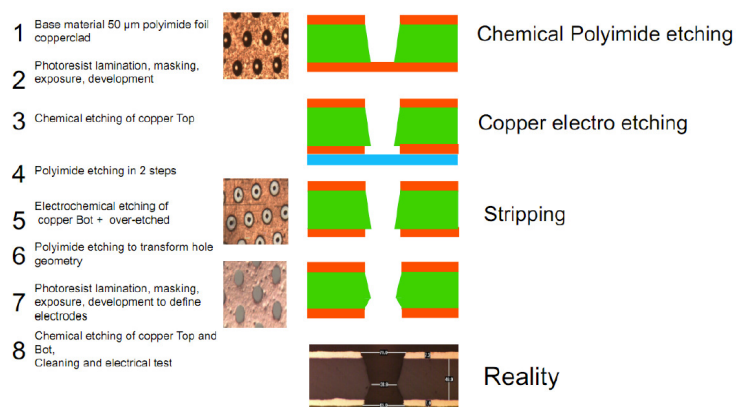 1 Base material 50 µm polyimide foil
copperclad
2 Photoresist lamination, masking,
exposure, development
3 Chemical etching of copper Top
4 Polyimide etching in 2 steps
5 Electrochemical etching of
copper Bot + over-etched
6 Polyimide etching to transform hole
geometry
7 Photoresist lamination, masking,
exposure, development to define
electrodes
8 Chemical etching of copper Top and
Bot,
Cleaning and electrical test
Chemical Polyimide etching
Copper electro etching
Stripping
Reality